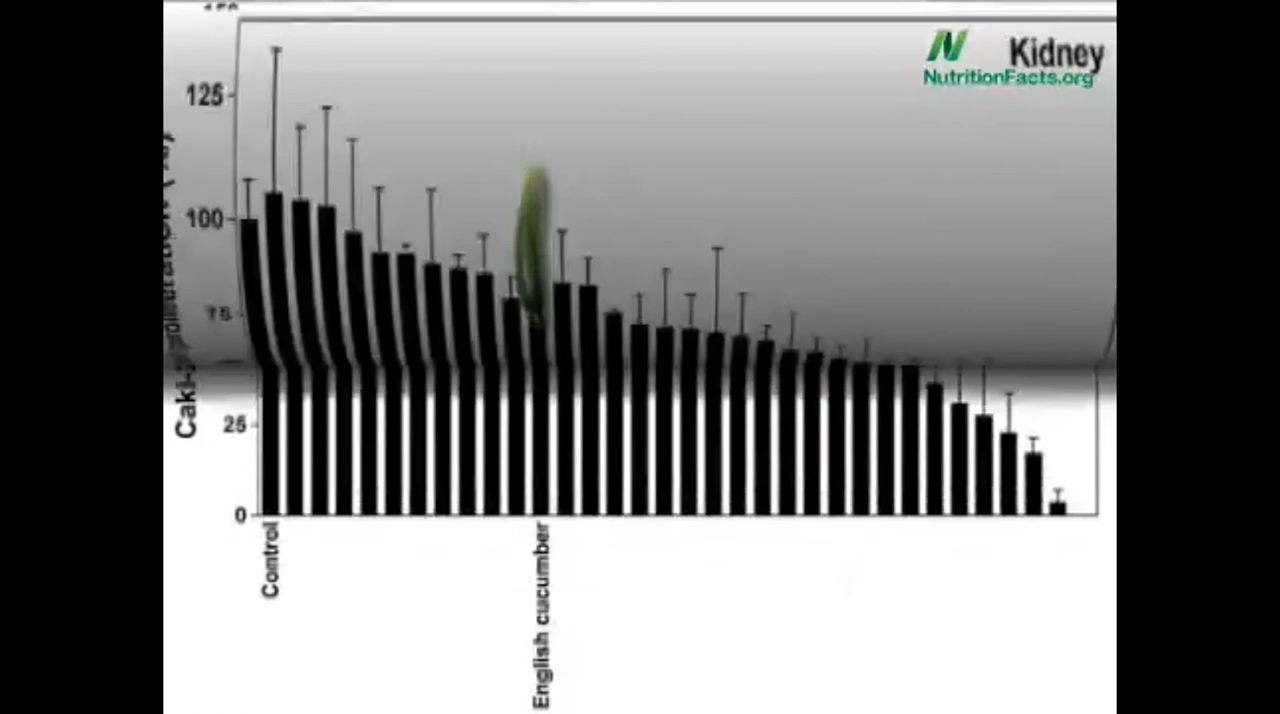 Kidney
NutritionFacts.org
125
100
75
25
0
Control
English cucumber